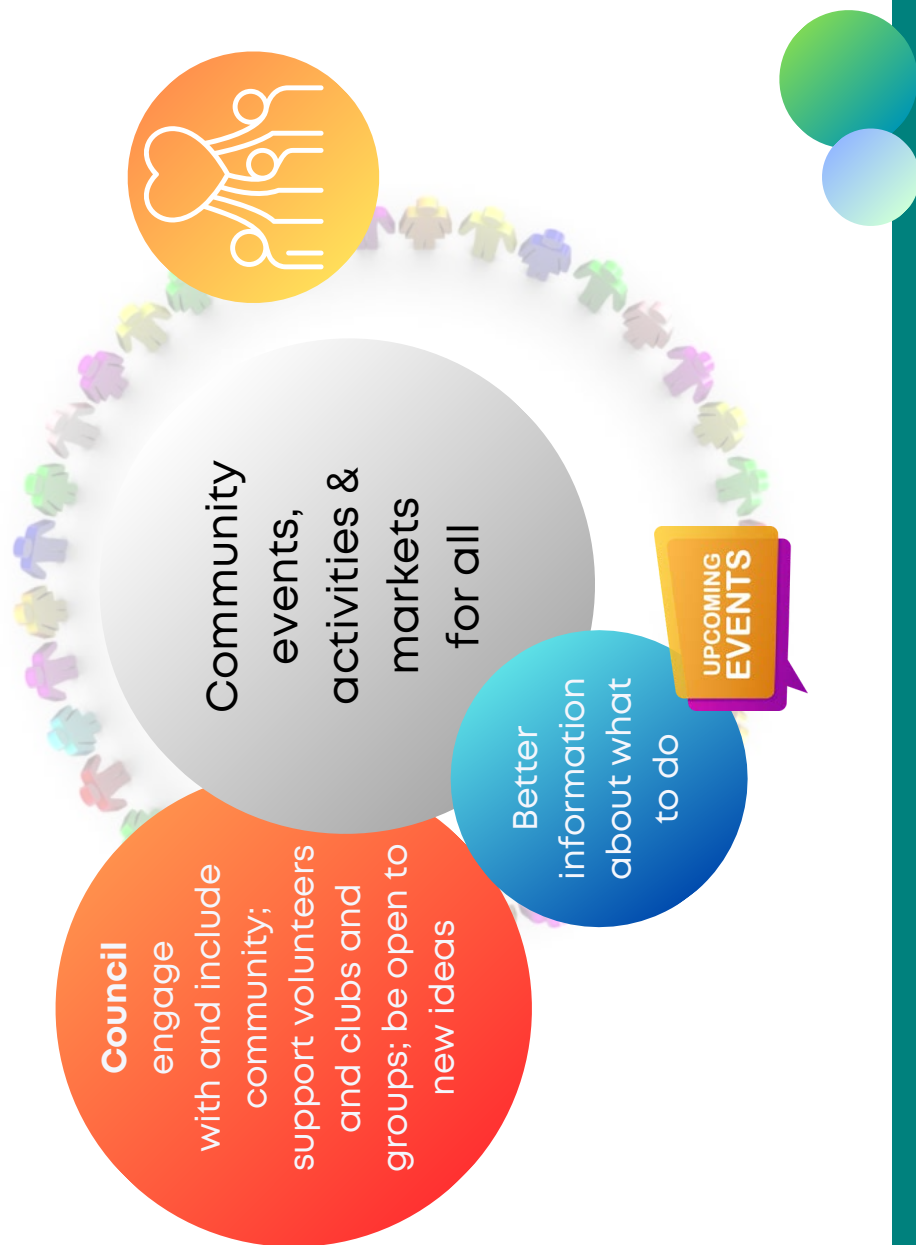 Council
engage
with and include
community;
support volunteers
and clubs and
groups; be open to
new ideas
Community
events,
activities &
markets
for all
Better
information
about what
to do
UPCOMING
EVENTS